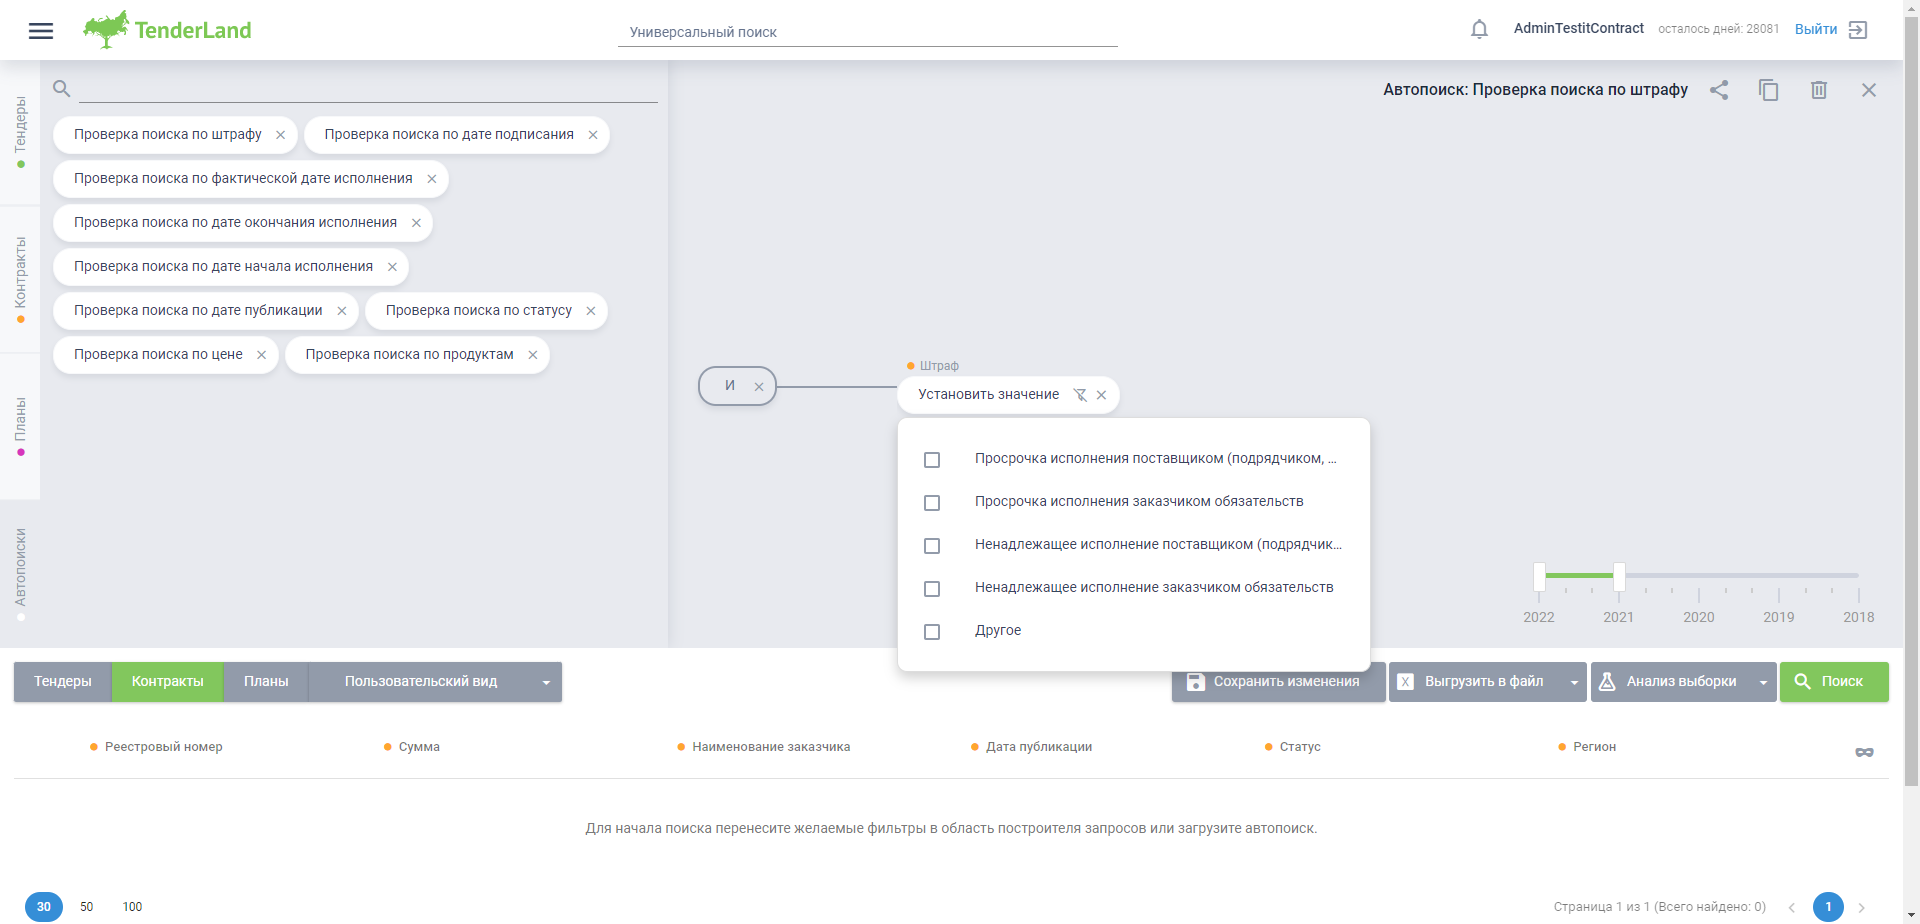 TenderLand
Универсальный поиск
AdminTestitContract
осталось дней: 28081
Выйти
Тендеры
Контракты
Планы
Автопоиски
Проверка поиска по штрафу
Проверка поиска по дате подписания
Проверка поиска по фактической дате исполнения
Проверка поиска по дате окончания исполнения
Проверка поиска по дате начала исполнения
Проверка поиска по дате публикации
Проверка поиска по статусу
Проверка поиска по цене
Проверка поиска по продуктам
Автопоиск: Проверка поиска по штрафу
И
Штраф
Установить значение
Просрочка исполнения поставщиком (подрядчиком, ...
Просрочка исполнения заказчиком обязательств
Ненадлежащее исполнение поставщиком (подрядчик...
Ненадлежащее исполнение заказчиком обязательств
Другое
2022 2021 2020 2019 2018
Тендеры Контракты Планы Пользовательский вид
Сохранить изменения X Выгрузить в файл Анализ выборки Поиск
Реестровый номер Сумма Наименование заказчика Дата публикации Статус Регион
Для начала поиска перенесите желаемые фильтры в область построителя запросов или загрузите автопоиск.
30 50 100
Страница 1 из 1 (Всего найдено: 0) 1